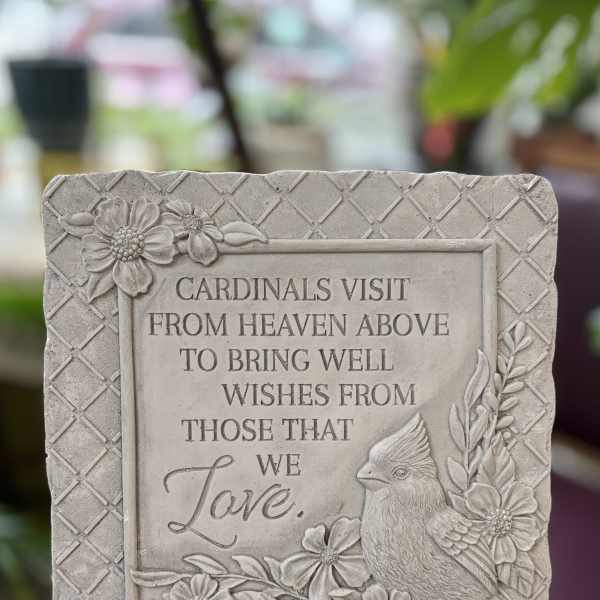 CARDINALS VISIT
FROM HEAVEN ABOVE
TO BRING WELL
WISHES FROM
THOSE THAT
WE
Love.